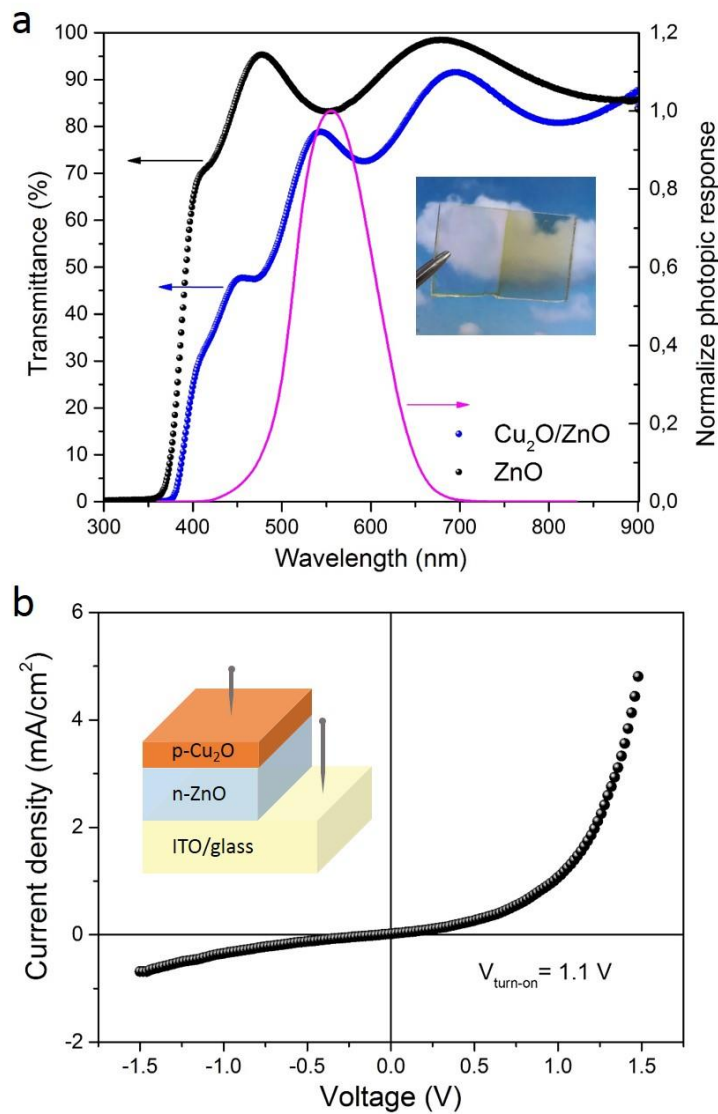 a
100
90
80
70
60
50
40
30
20
10
0
Transmittance (%)
1,2
1,0
0,8
0,6
0,4
0,2
0,0
Normalize photopic response
Cu₂O/ZnO
ZnO
300 400 500 600 700 800 900
Wavelength (nm)
b
6
4
2
0
-2
Current density (mA/cm²)
p-Cu₂O
n-ZnO
ITO/glass
V turn-on = 1.1 V
-1.5 -1.0 -0.5 0.0 0.5 1.0 1.5
Voltage (V)